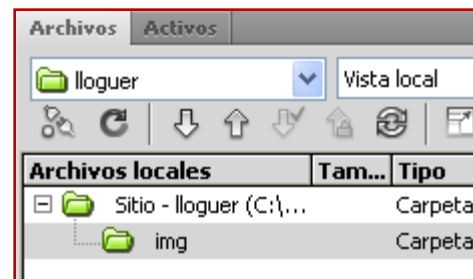 Archivos Activos
lloguer Vista local
Archivos locales Tam... Tipo
Sitio - lloguer (C:\... Carpeta
img Carpeta